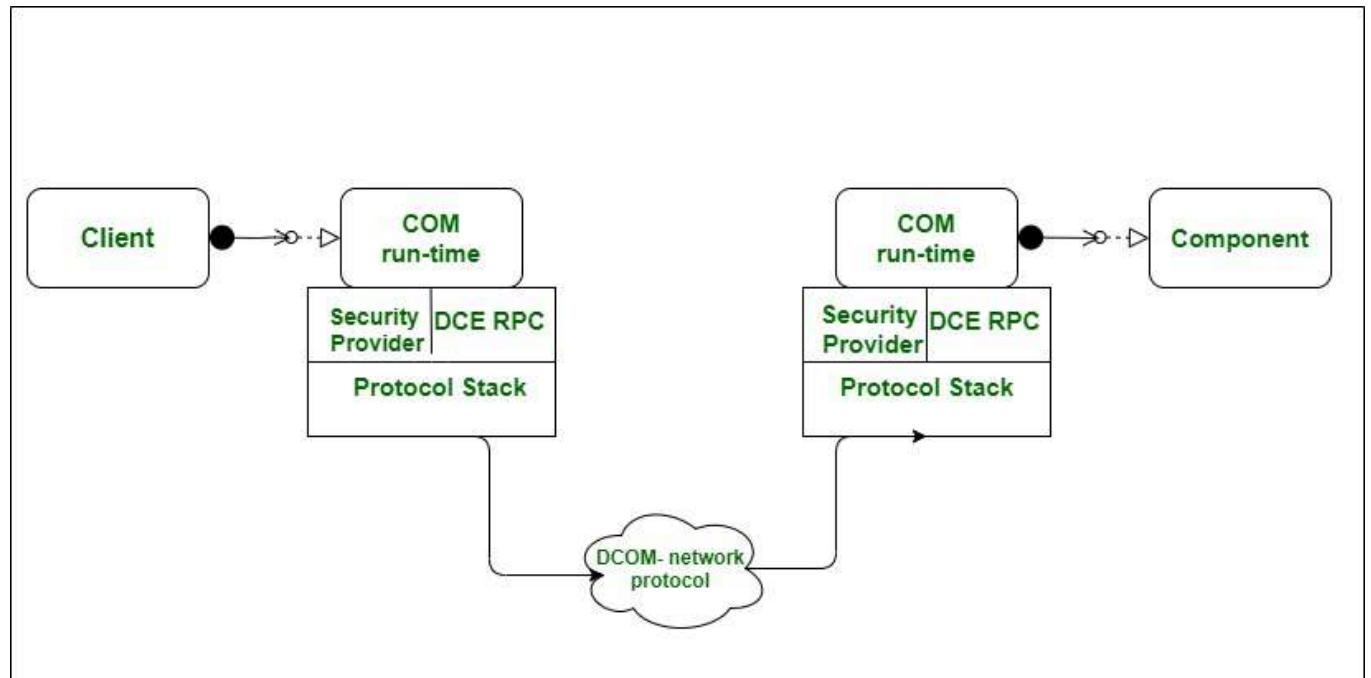 Client
COM
run-time
Security
Provider
DCE RPC
Protocol Stack
DCOM- network
protocol
COM
run-time
Security
Provider
DCE RPC
Protocol Stack
Component